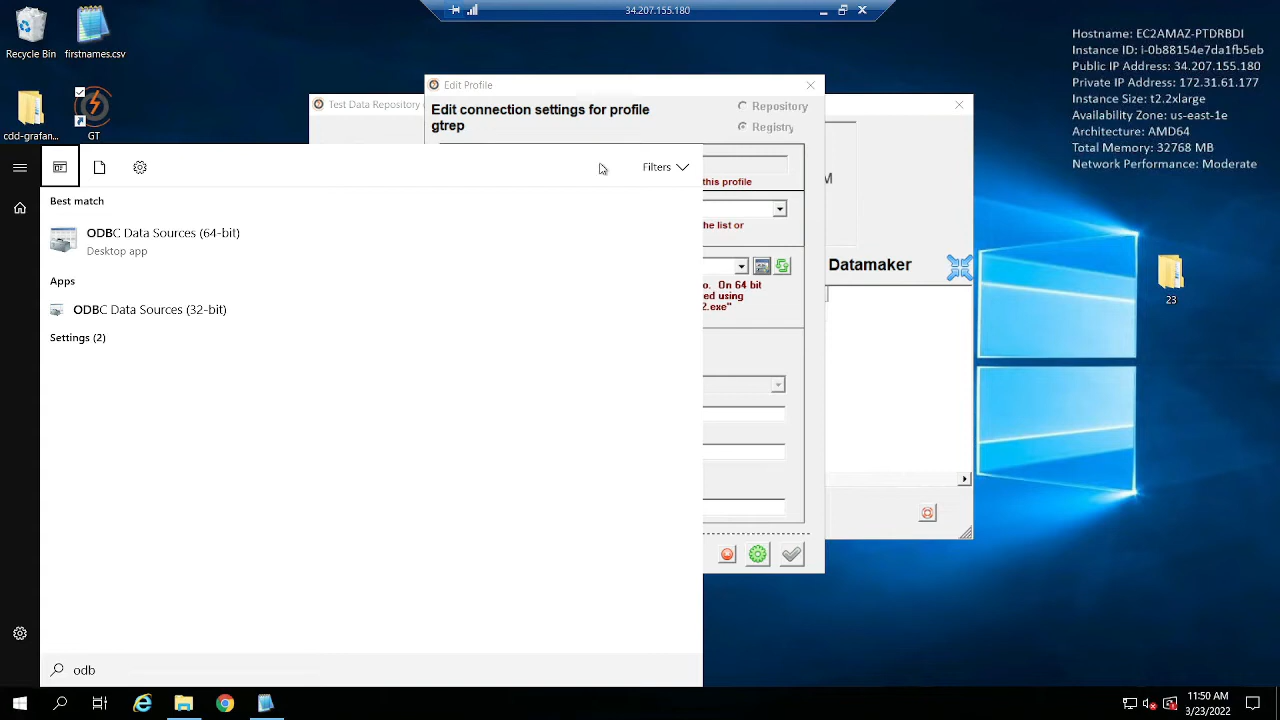 34.207.155.180
Recycle Bin
firstnames.csv
cdd-grafan...
GT
Hostname: EC2AMAZ-PTDRBDI
Instance ID: i-0b88154e7da1fb5eb
Public IP Address: 34.207.155.180
Private IP Address: 172.31.61.177
Instance Size: t2.2xlarge
Availability Zone: us-east-1e
Architecture: AMD64
Total Memory: 32768 MB
Network Performance: Moderate
Test Data Repository
Edit Profile
Edit connection settings for profile
gtrep
Repository
Registry
this profile
he list or
o. On 64 bit
ed using
2.exe"
M
Datamaker
23
Filters
Best match
ODBC Data Sources (64-bit)
Desktop app
Apps
ODBC Data Sources (32-bit)
Settings (2)
odb
11:50 AM
3/23/2022